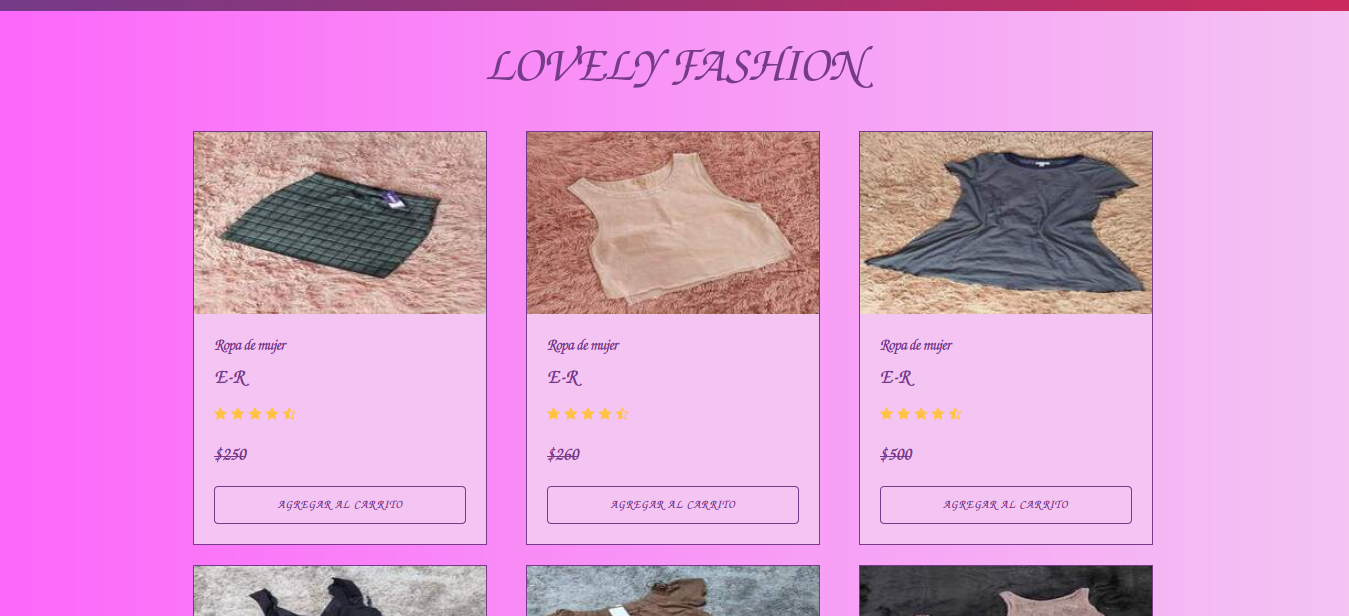 LOVELY FASHION
Ropa de mujer
E-R
$250
AGREGAR AL CARRITO
Ropa de mujer
E-R
$260
AGREGAR AL CARRITO
Ropa de mujer
E-R
$500
AGREGAR AL CARRITO